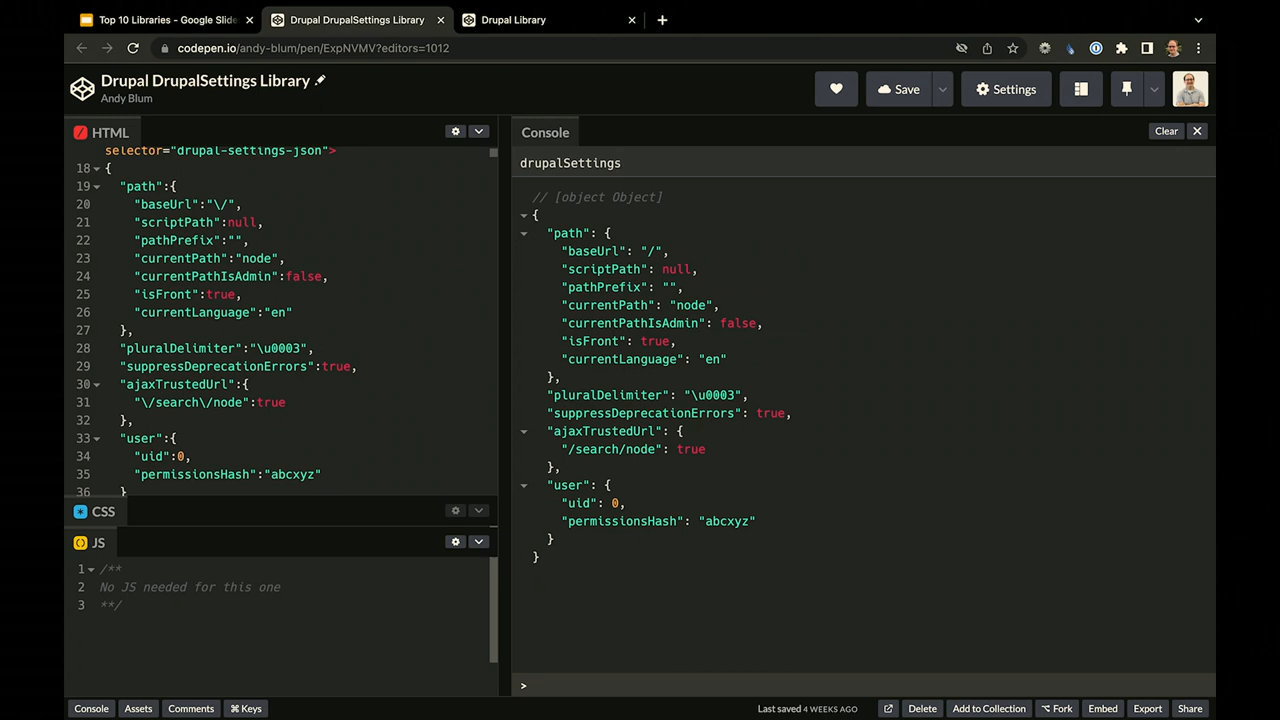 Top 10 Libraries - Google Slide
Drupal DrupalSettings Library
Drupal Library
codepen.io/andy-blum/pen/ExpNVMV?editors=1012
Drupal DrupalSettings Library
Andy Blum
Save
Settings
HTML
selector="drupal-settings-json">
18 {
19 "path":{
20 "baseUrl":"\/",
21 "scriptPath":null,
22 "pathPrefix":"",
23 "currentPath":"node",
24 "currentPathIsAdmin":false,
25 "isFront":true,
26 "currentLanguage":"en"
27 },
28 "pluralDelimiter":"\u0003",
29 "suppressDeprecationErrors":true,
30 "ajaxTrustedUrl":{
31 "\/search\/node":true
32 },
33 "user":{
34 "uid":0,
35 "permissionsHash":"abcxyz"
36 }
CSS
JS
1 /**
2 No JS needed for this one
3 **/
Console
Clear
drupalSettings
// [object Object]
{
"path": {
"baseUrl": "/",
"scriptPath": null,
"pathPrefix": "",
"currentPath": "node",
"currentPathIsAdmin": false,
"isFront": true,
"currentLanguage": "en"
},
"pluralDelimiter": "\u0003",
"suppressDeprecationErrors": true,
"ajaxTrustedUrl": {
"/search/node": true
},
"user": {
"uid": 0,
"permissionsHash": "abcxyz"
}
}
>
Console
Assets
Comments
⌘ Keys
Last saved 4 WEEKS AGO
Delete
Add to Collection
Fork
Embed
Export
Share